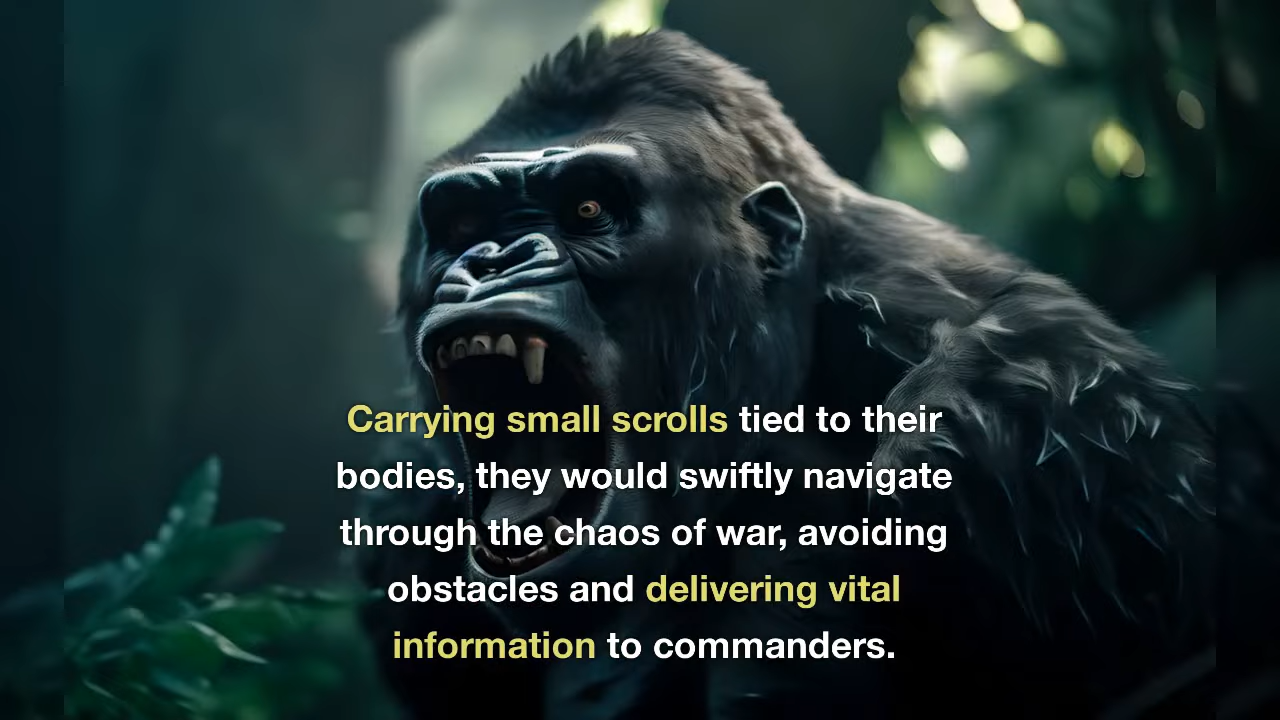 Carrying small scrolls tied to their
bodies, they would swiftly navigate
through the chaos of war, avoiding
obstacles and delivering vital
information to commanders.